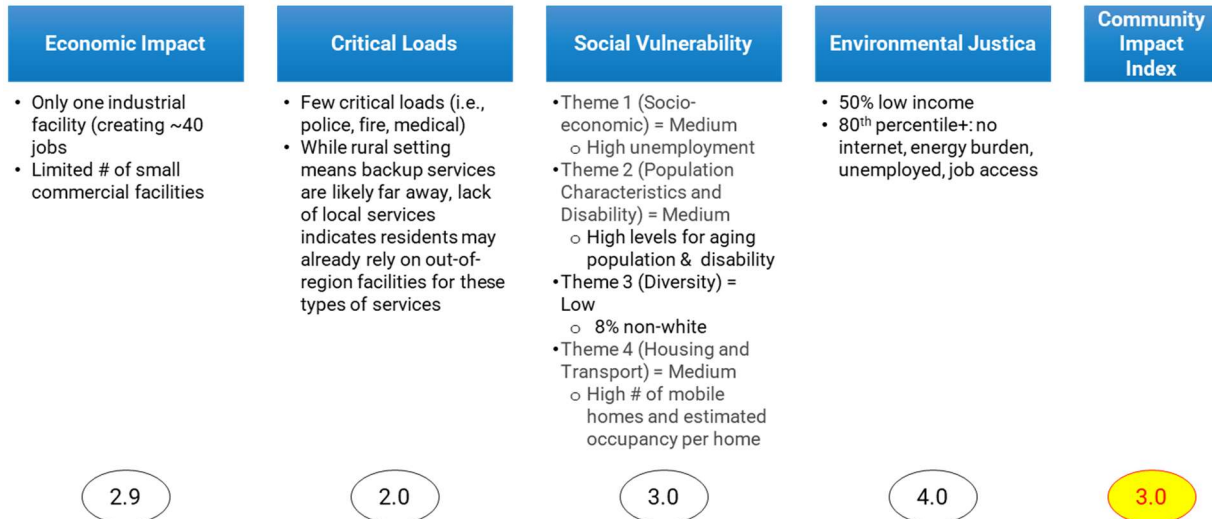 Economic Impact
Critical Loads
Social Vulnerability
Environmental Justica
Community
Impact
Index
• Only one industrial
facility (creating ~40
jobs
• Limited # of small
commercial facilities
• Few critical loads (i.e.,
police, fire, medical)
• While rural setting
means backup services
are likely far away, lack
of local services
indicates residents may
already rely on out-of-
region facilities for these
types of services
•Theme 1 (Socio-
economic) = Medium
o High unemployment
•Theme 2 (Population
Characteristics and
Disability) = Medium
o High levels for aging
population & disability
•Theme 3 (Diversity) =
Low
o 8% non-white
•Theme 4 (Housing and
Transport) = Medium
o High # of mobile
homes and estimated
occupancy per home
• 50% low income
• 80th percentile+: no
internet, energy burden,
unemployed, job access
2.9
2.0
3.0
4.0
3.0